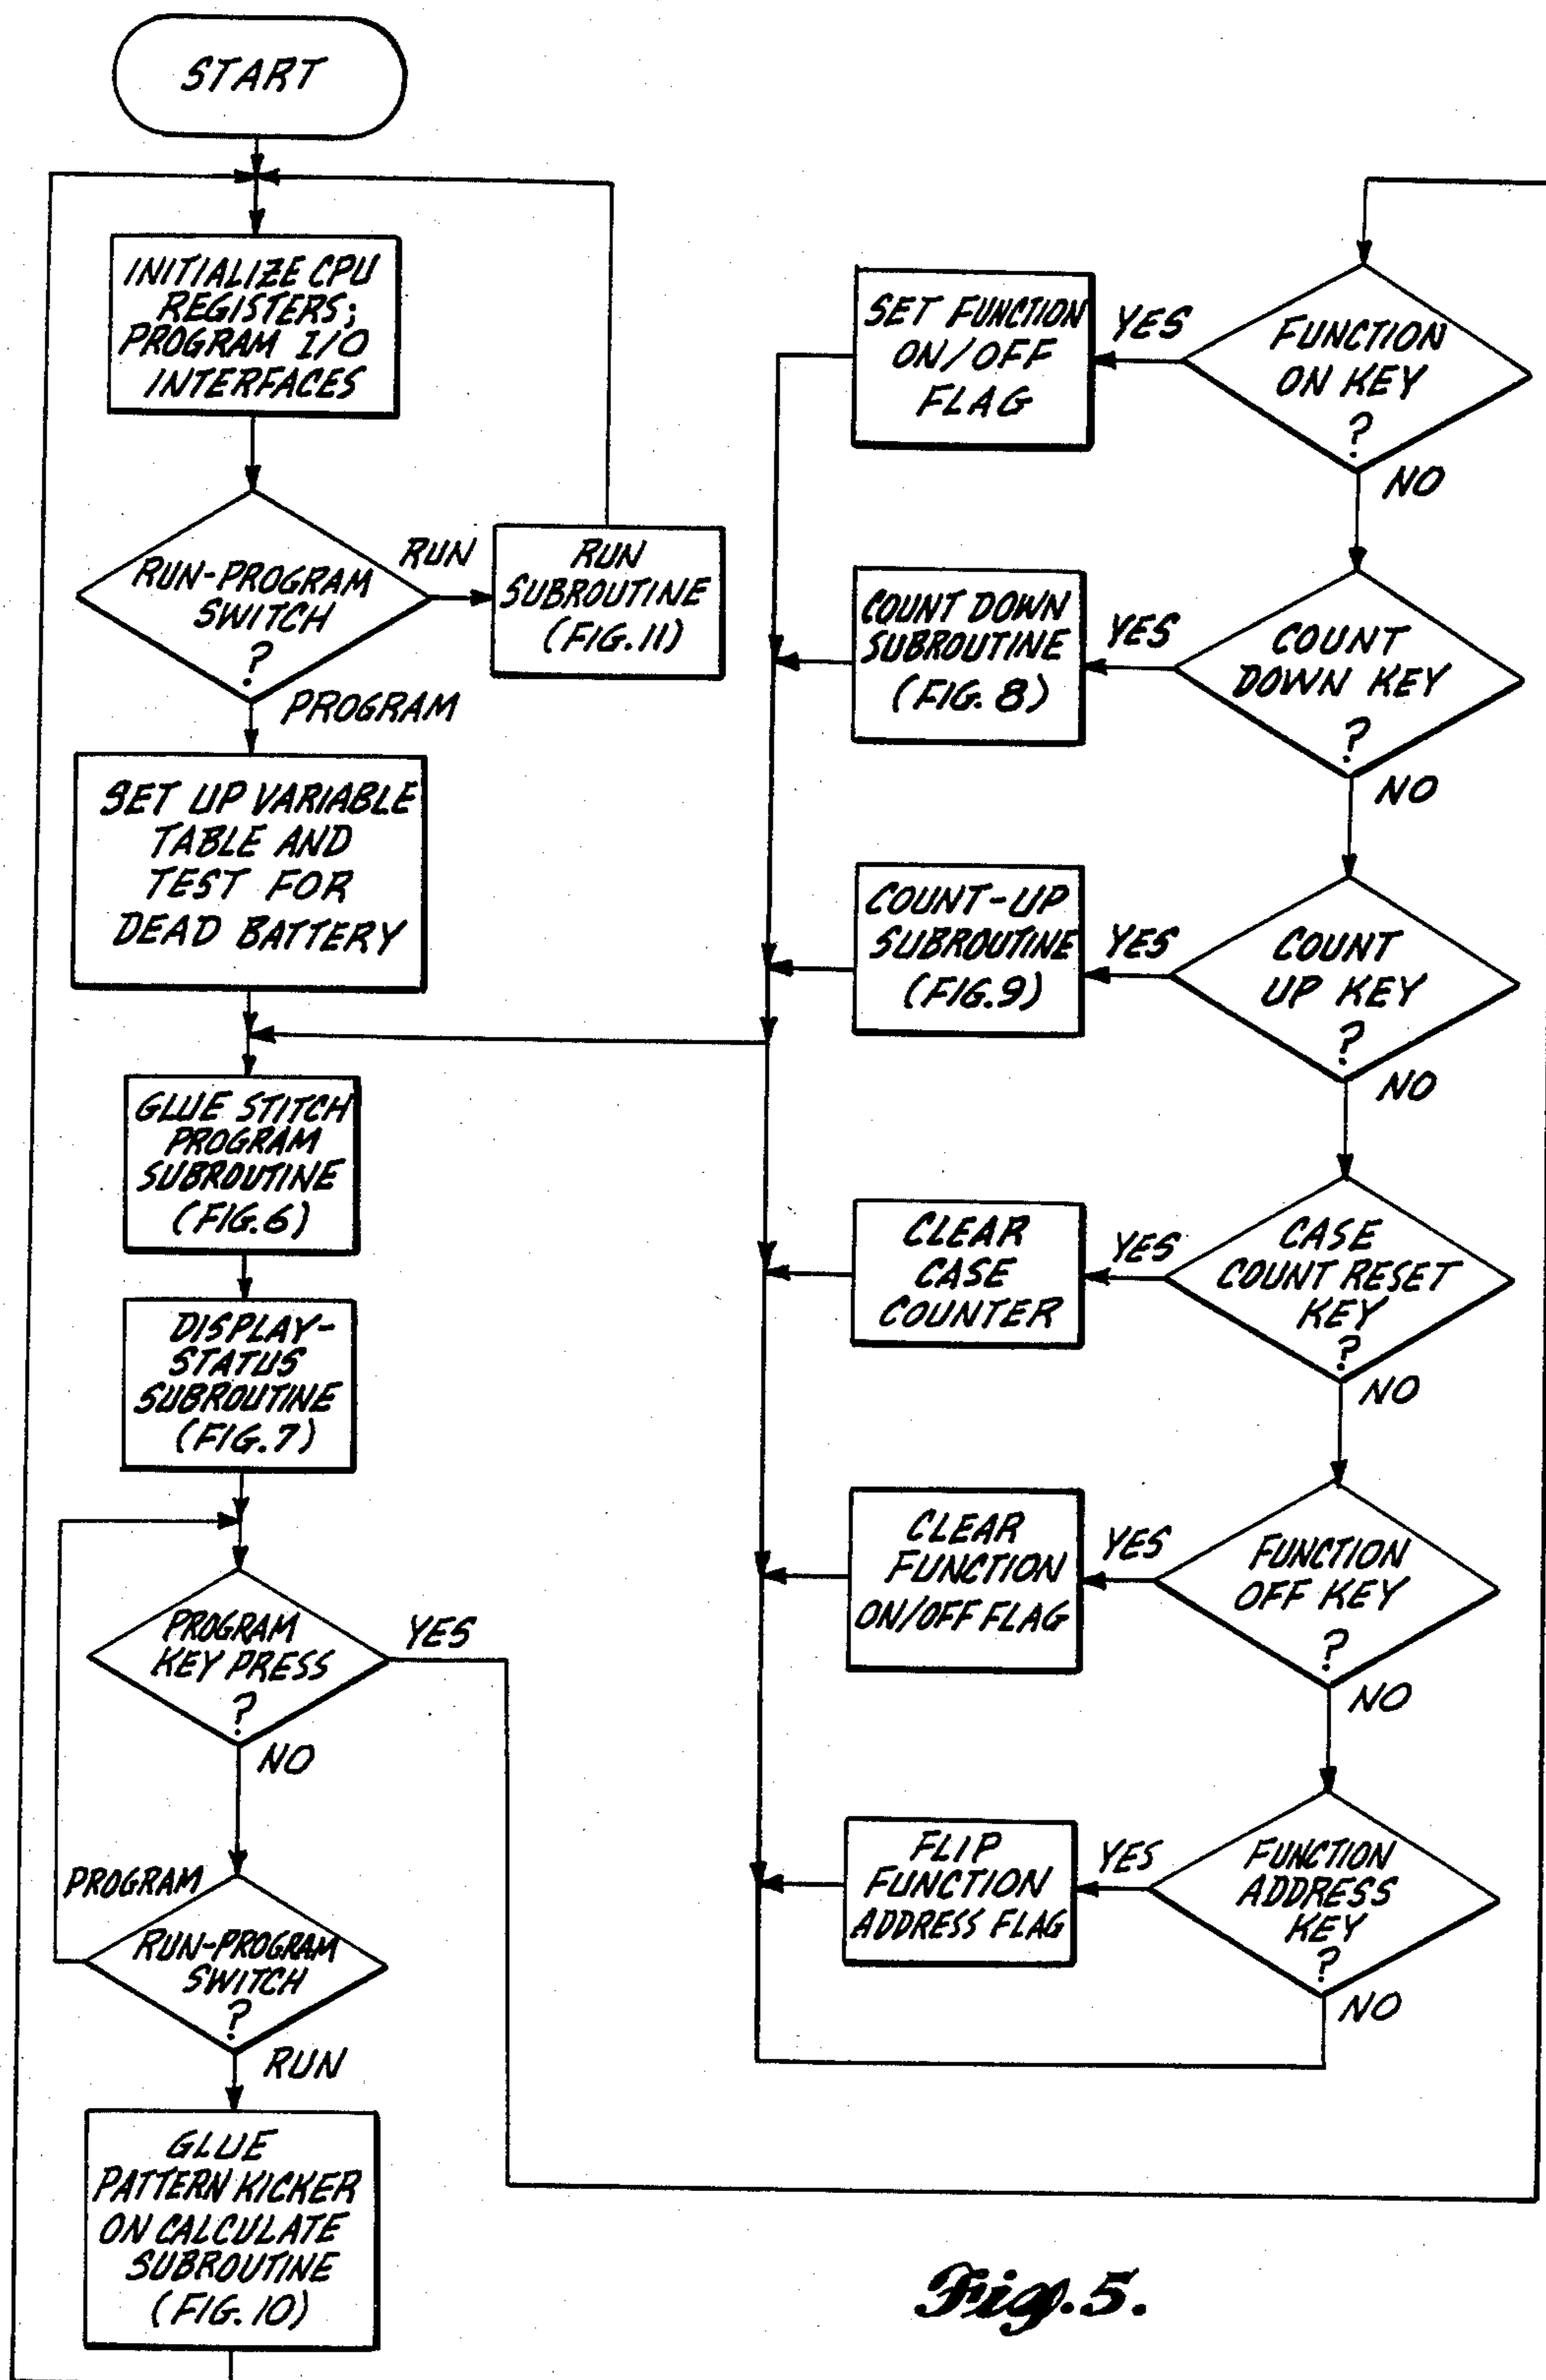 START
INITIALIZE CPU
REGISTERS;
PROGRAM I/O
INTERFACES
RUN-PROGRAM
SWITCH
?
RUN
RUN
SUBROUTINE
(FIG.11)
PROGRAM
SET UP VARIABLE
TABLE AND
TEST FOR
DEAD BATTERY
GLUE STITCH
PROGRAM
SUBROUTINE
(FIG.6)
DISPLAY-
STATUS
SUBROUTINE
(FIG.7)
PROGRAM
KEY PRESS
?
YES
NO
PROGRAM
RUN-PROGRAM
SWITCH
?
RUN
GLUE
PATTERN KICKER
ON CALCULATE
SUBROUTINE
(FIG.10)
FUNCTION
ON KEY
?
YES
SET FUNCTION
ON/OFF
FLAG
NO
COUNT
DOWN KEY
?
YES
COUNT DOWN
SUBROUTINE
(FIG. 8)
NO
COUNT
UP KEY
?
YES
COUNT-UP
SUBROUTINE
(FIG.9)
NO
CASE
COUNT RESET
KEY
?
YES
CLEAR
CASE
COUNTER
NO
FUNCTION
OFF KEY
?
YES
CLEAR
FUNCTION
ON/OFF FLAG
NO
FUNCTION
ADDRESS
KEY
?
YES
FLIP
FUNCTION
ADDRESS FLAG
NO
Fig. 5.